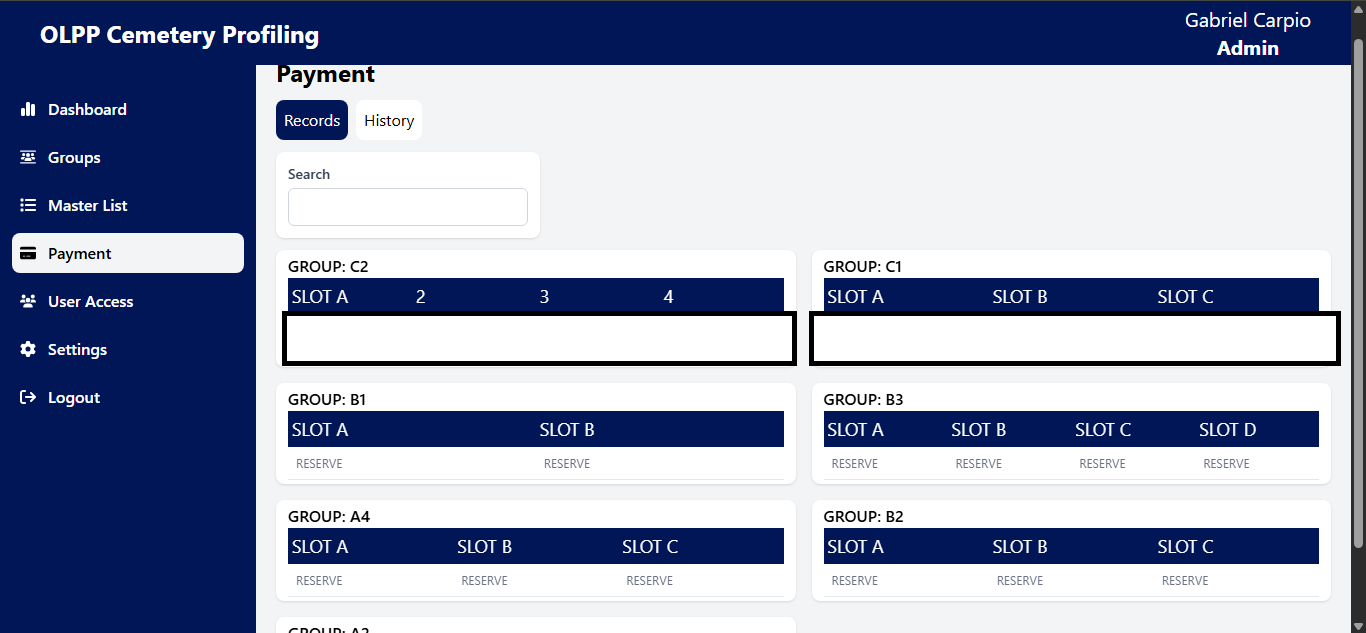 OLPP Cemetery Profiling
Gabriel Carpio
Admin
Dashboard
Groups
Master List
Payment
User Access
Settings
Logout
Payment
Records History
Search
GROUP: C2
SLOT A 2 3 4
GROUP: C1
SLOT A SLOT B SLOT C
GROUP: B1
SLOT A SLOT B
RESERVE RESERVE
GROUP: B3
SLOT A SLOT B SLOT C SLOT D
RESERVE RESERVE RESERVE RESERVE
GROUP: A4
SLOT A SLOT B SLOT C
RESERVE RESERVE RESERVE
GROUP: B2
SLOT A SLOT B SLOT C
RESERVE RESERVE RESERVE
GROUP: